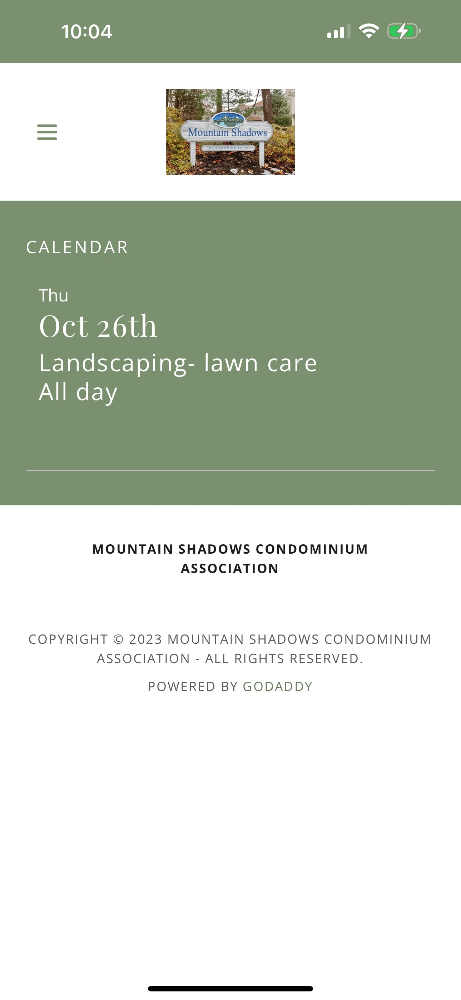 10:04
Mountain Shadows
PRIVATE PROPERTY
CALENDAR
Thu
Oct 26th
Landscaping- lawn care
All day
MOUNTAIN SHADOWS CONDOMINIUM
ASSOCIATION
COPYRIGHT © 2023 MOUNTAIN SHADOWS CONDOMINIUM
ASSOCIATION - ALL RIGHTS RESERVED.
POWERED BY GODADDY